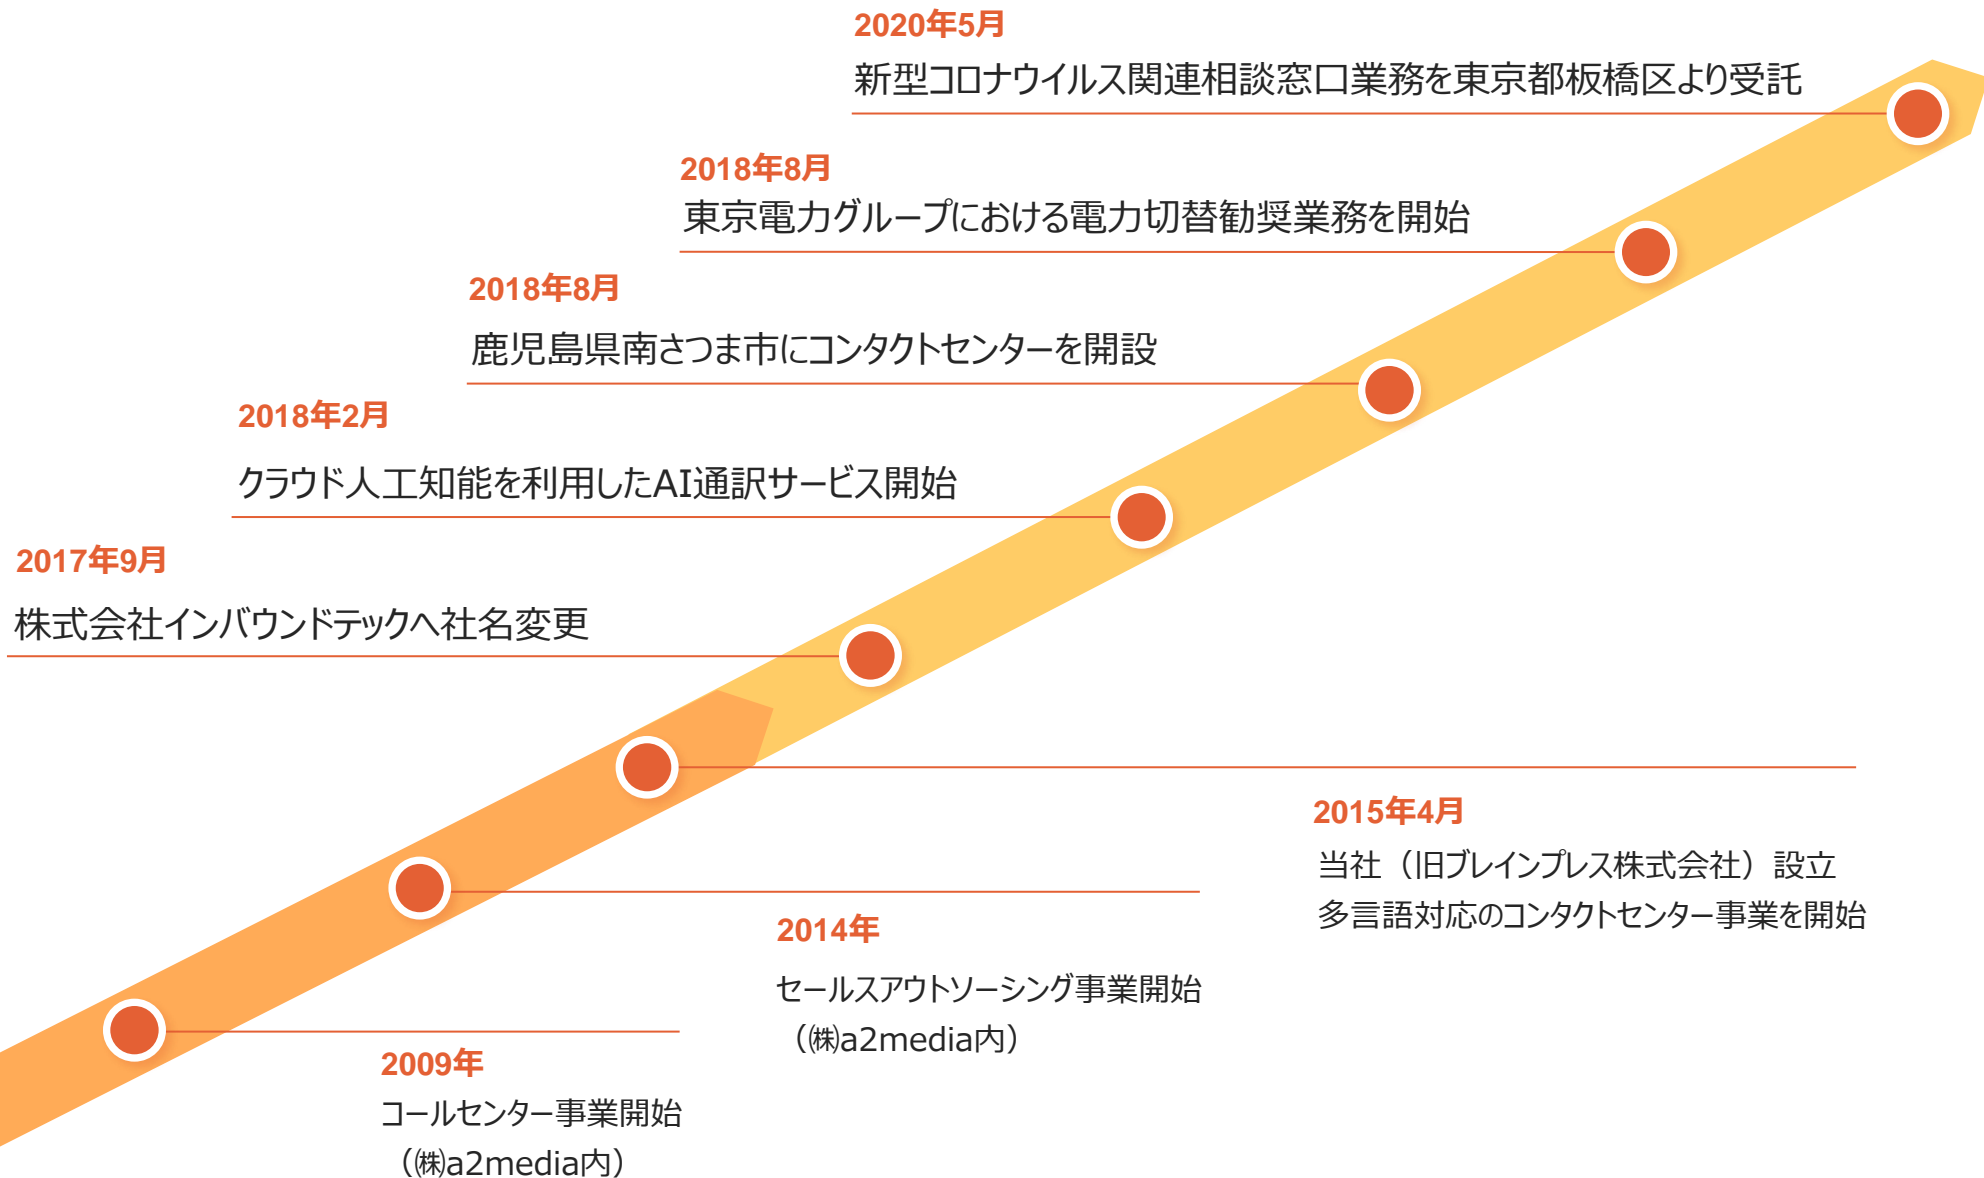 2020年5月
新型コロナウイルス関連相談窓口業務を東京都板橋区より受託
2018年8月
東京電力グループにおける電力切替勧奨業務を開始
2018年8月
鹿児島県南さつま市にコンタクトセンターを開設
2018年2月
クラウド人工知能を利用したAI通訳サービス開始
2017年9月
株式会社インバウンドテックへ社名変更
2015年4月
当社（旧ブレインプレス株式会社）設立
多言語対応のコンタクトセンター事業を開始
2014年
セールスアウトソーシング事業開始
（㈱a2media内）
2009年
コールセンター事業開始
（㈱a2media内）